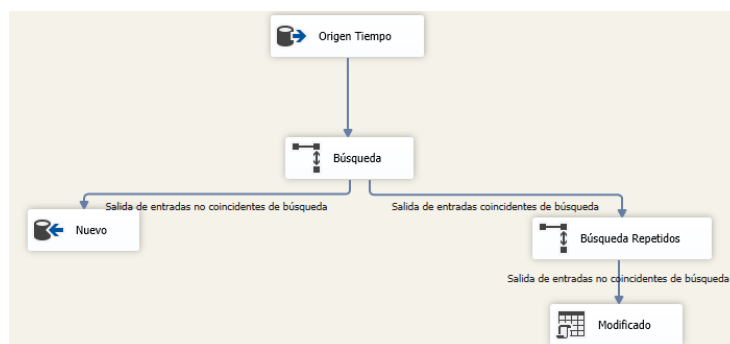 Origen Tiempo
Búsqueda
Salida de entradas no coincidentes de búsqueda
Salida de entradas coincidentes de búsqueda
Nuevo
Búsqueda Repetidos
Salida de entradas no coincidentes de búsqueda
Modificado